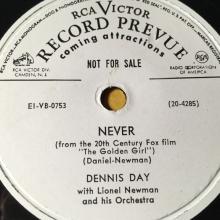 RCA VICTOR
RECORD PREVUE
coming attractions
NOT FOR SALE
RCA VICTOR DIV.
CAMDEN, N. J.
RADIO CORPORATION
OF AMERICA
E1-VB-0753
(20-4285)
NEVER
(from the 20th Century Fox film
"The Golden Girl")
(Daniel-Newman)
DENNIS DAY
with Lionel Newman
and his Orchestra